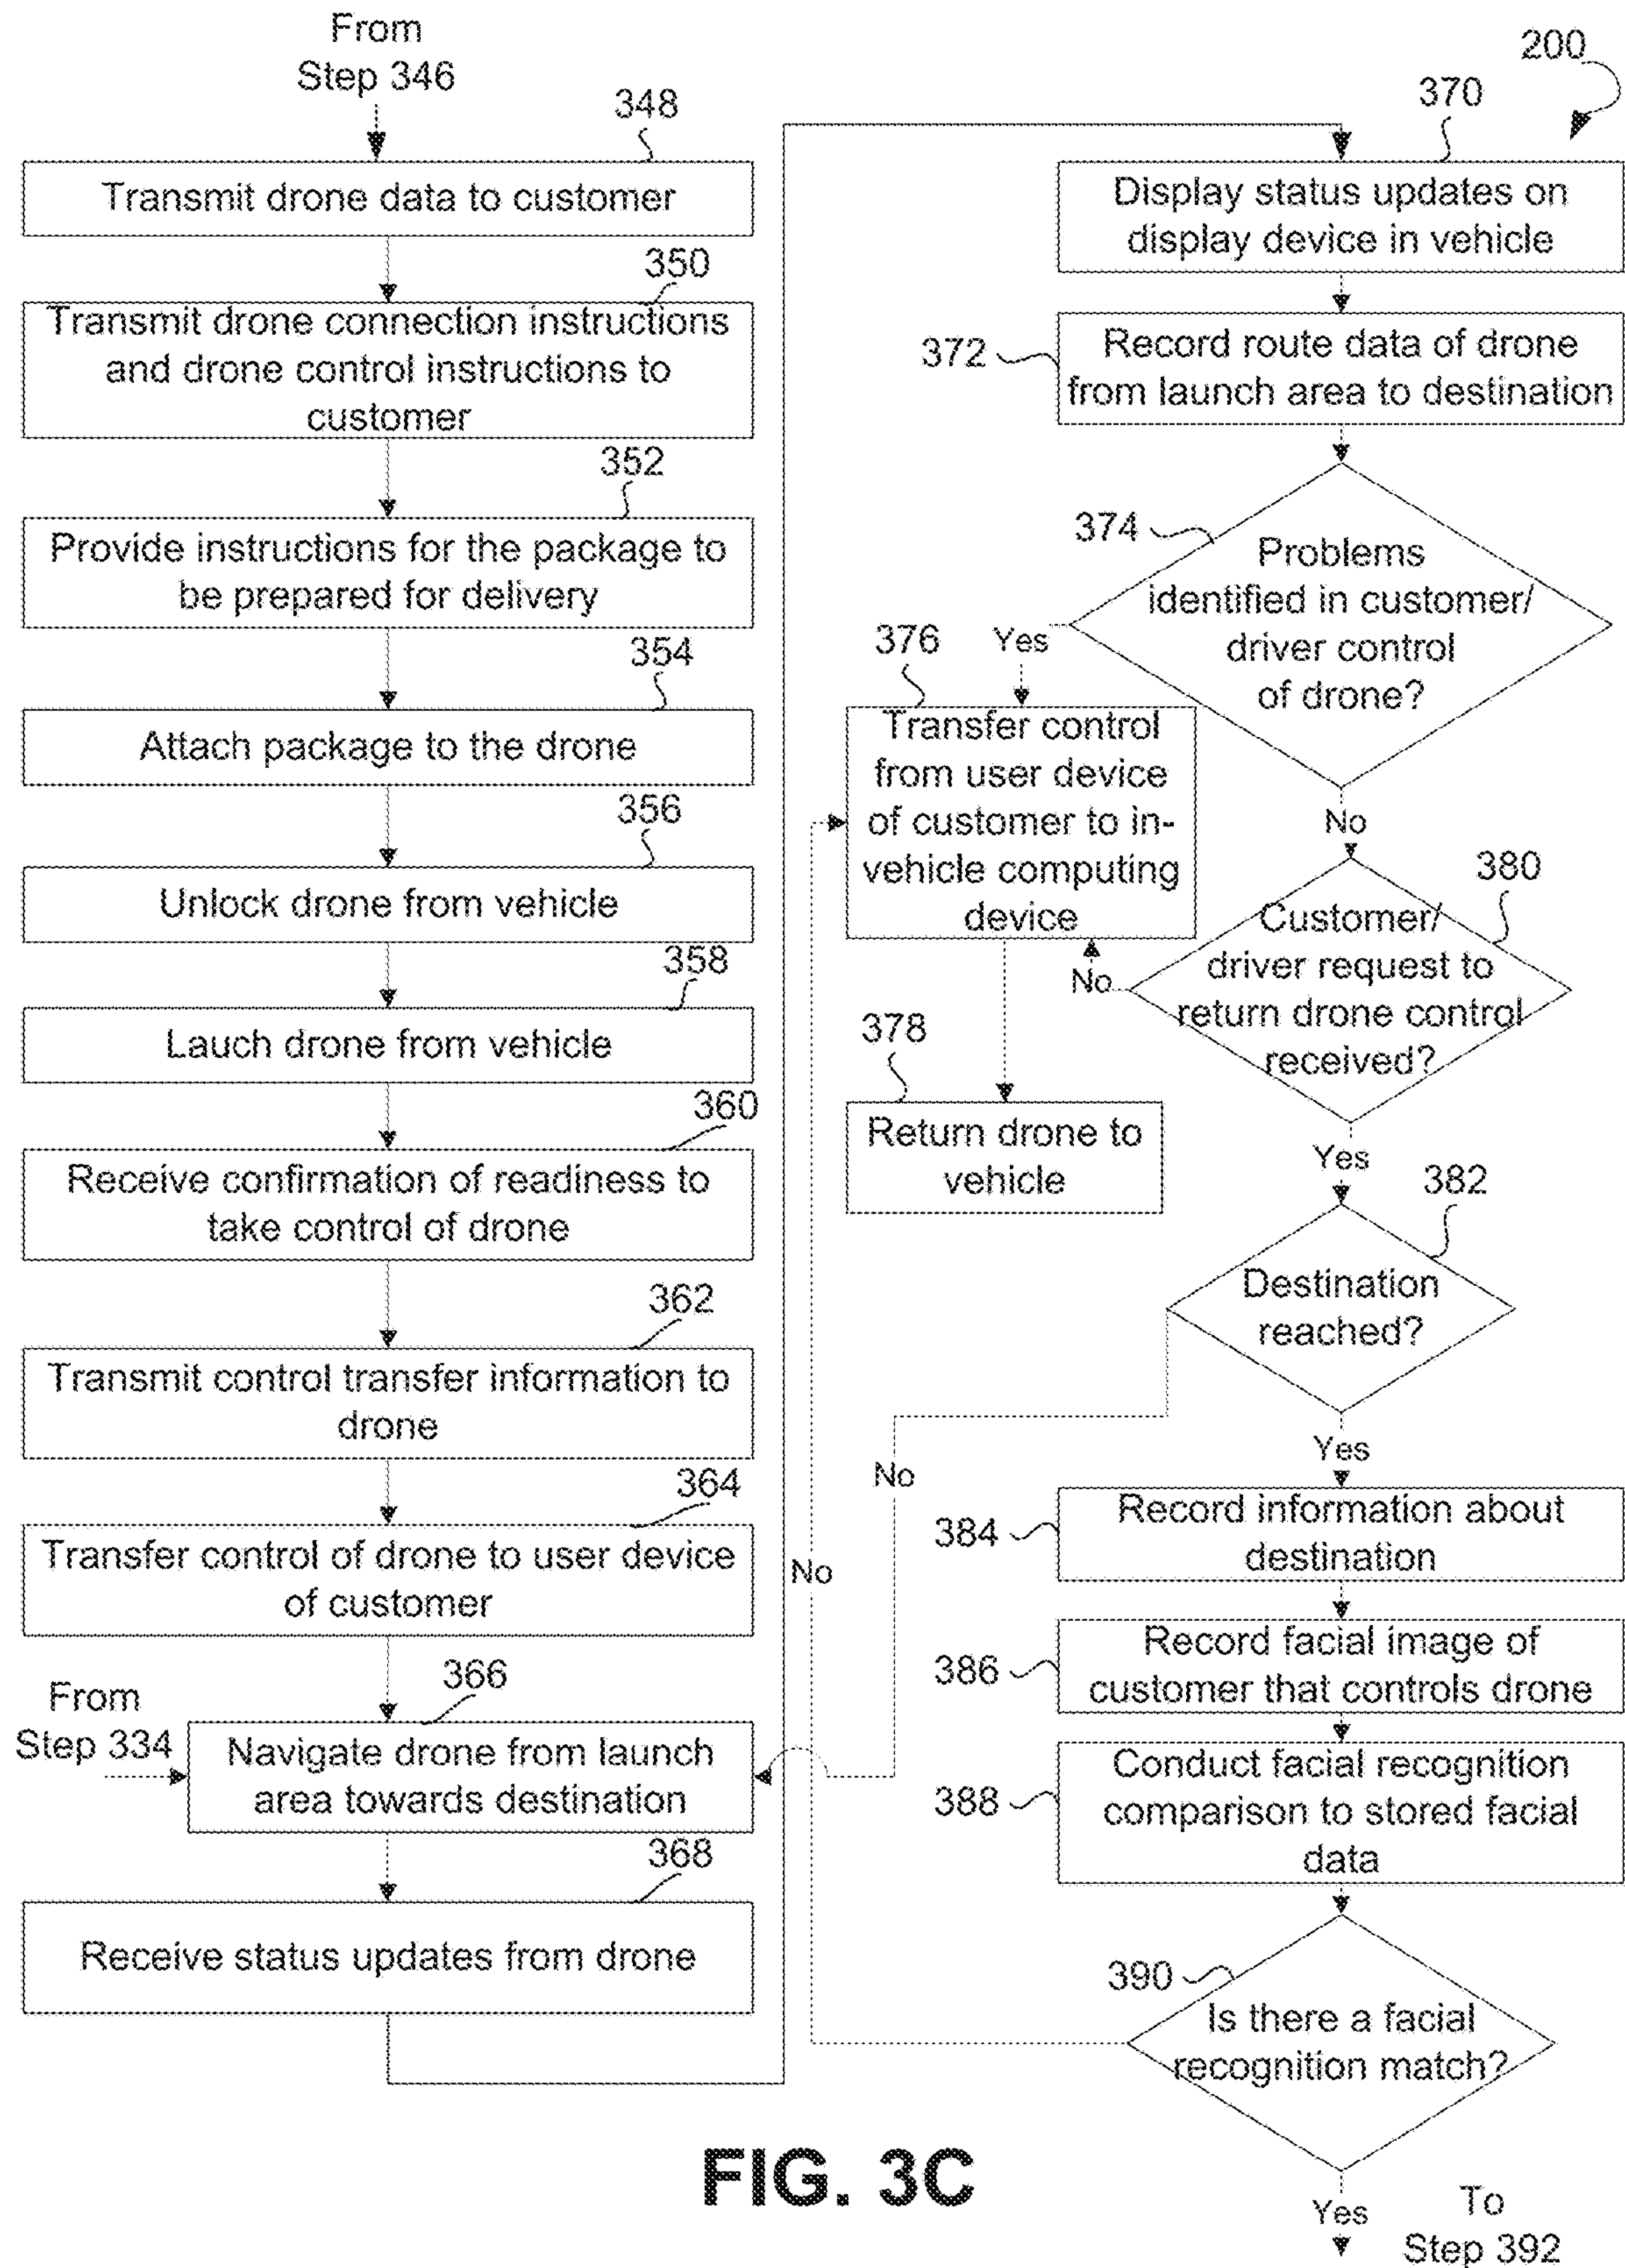 From
Step 346
348
Transmit drone data to customer
350
Transmit drone connection instructions
and drone control instructions to
customer
352
Provide instructions for the package to
be prepared for delivery
354
Attach package to the drone
356
Unlock drone from vehicle
358
Lauch drone from vehicle
360
Receive confirmation of readiness to
take control of drone
362
Transmit control transfer information to
drone
364
Transfer control of drone to user device
of customer
366
From
Step 334
Navigate drone from launch
area towards destination
368
Receive status updates from drone
200
370
Display status updates on
display device in vehicle
372
Record route data of drone
from launch area to destination
374
Problems
identified in customer/
driver control
of drone?
Yes
376
Transfer control
from user device
of customer to in-
vehicle computing
device
No
380
Customer/
driver request to
return drone control
received?
No
378
Return drone to
vehicle
Yes
382
Destination
reached?
No
Yes
384
Record information about
destination
386
Record facial image of
customer that controls drone
388
Conduct facial recognition
comparison to stored facial
data
390
Is there a facial
recognition match?
No
Yes
To
Step 392
FIG. 3C